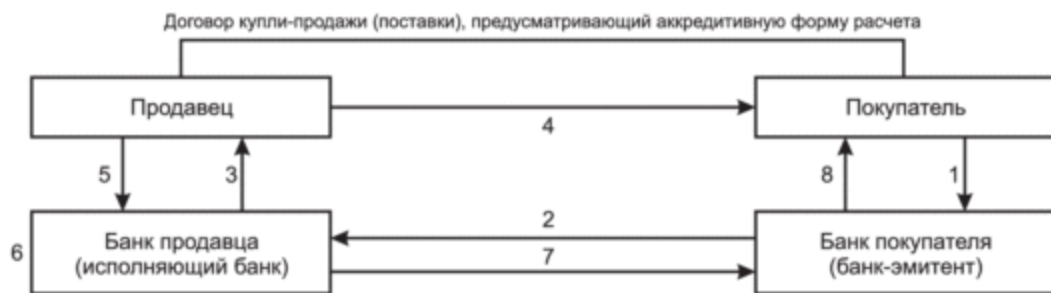 Договор купли-продажи (поставки), предусматривающий аккредитивную форму расчета
Продавец
Покупатель
4
5
3
8
1
2
6
Банк продавца
(исполняющий банк)
7
Банк покупателя
(банк-эмитент)